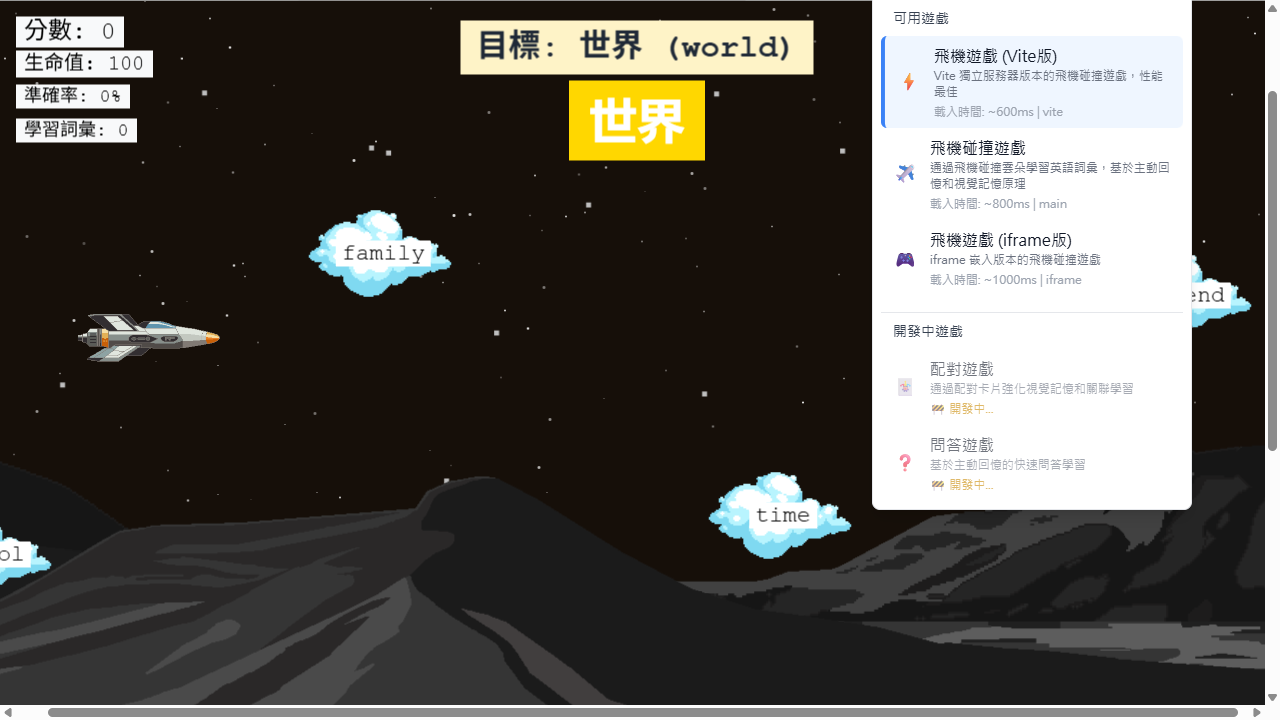 分數: 0
生命值: 100
準確率: 0%
學習詞彙: 0
目標: 世界 (world)
世界
family
time
ol
end
可用遊戲
飛機遊戲 (Vite版)
Vite 獨立服務器版本的飛機碰撞遊戲，性能
最佳
載入時間: ~600ms | vite
飛機碰撞遊戲
通過飛機碰撞雲朵學習英語詞彙，基於主動回
憶和視覺記憶原理
載入時間: ~800ms | main
飛機遊戲 (iframe版)
iframe 嵌入版本的飛機碰撞遊戲
載入時間: ~1000ms | iframe
開發中遊戲
配對遊戲
通過配對卡片強化視覺記憶和關聯學習
開發中...
問答遊戲
基於主動回憶的快速問答學習
開發中...